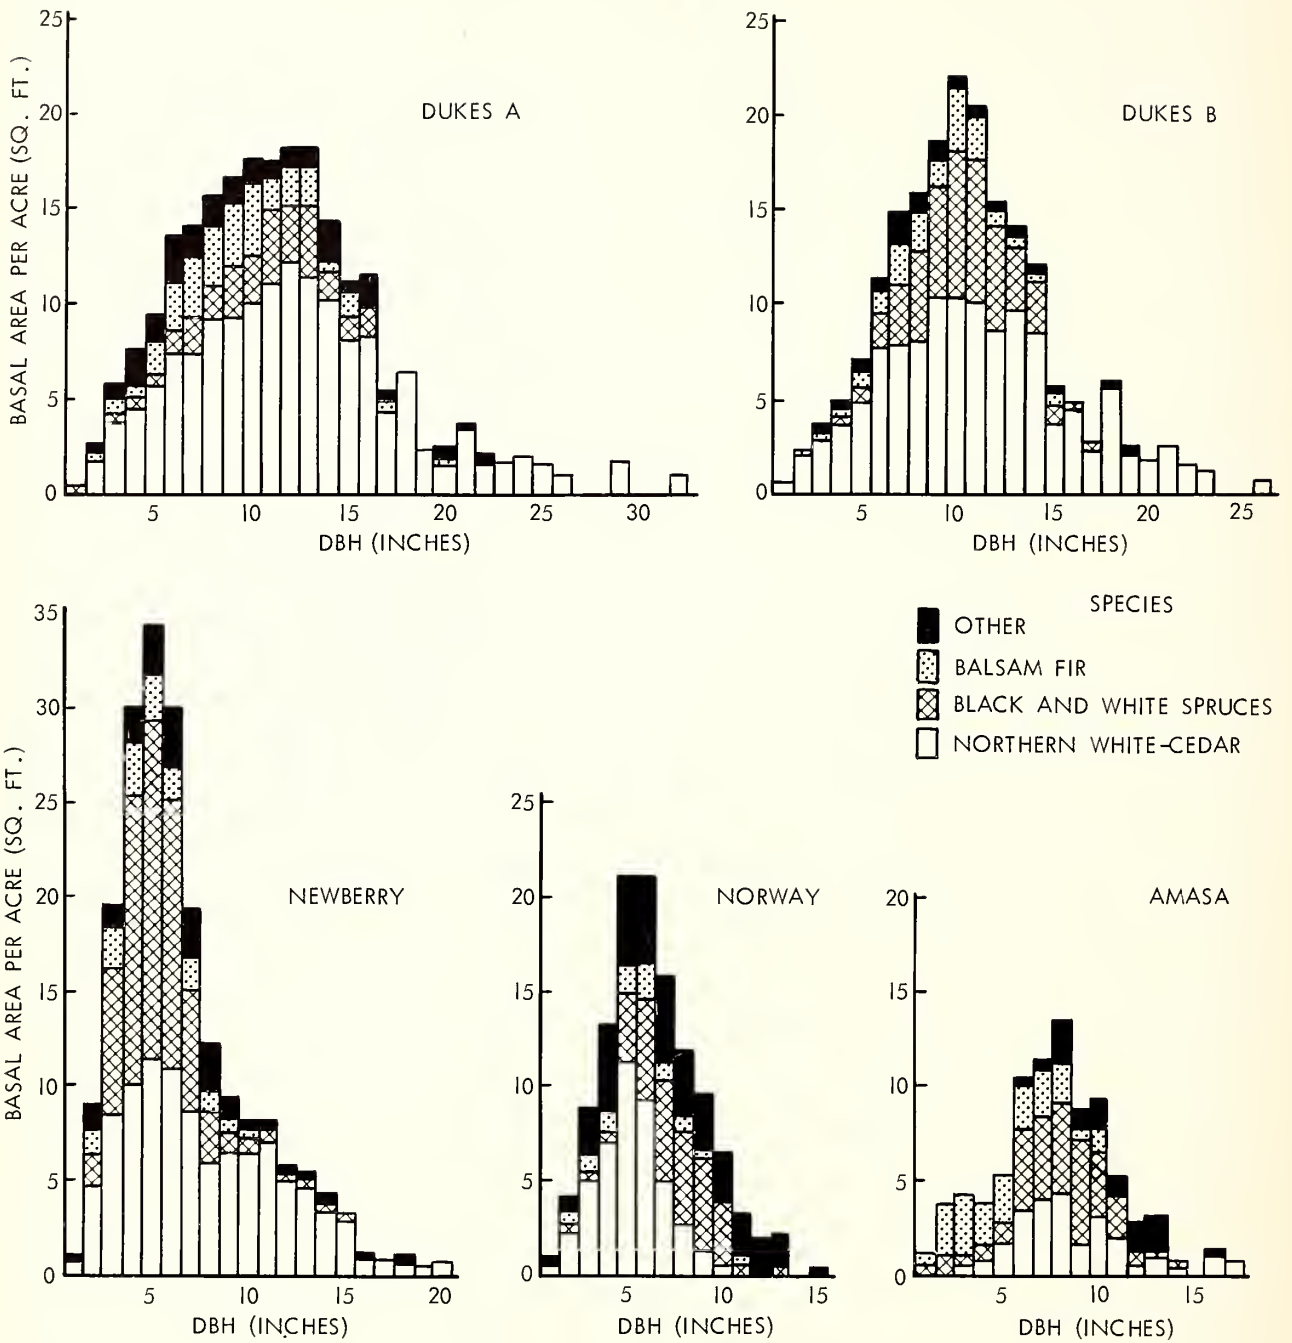 DUKES A
BASAL AREA PER ACRE (SQ. FT.)
25
20
15
10
5
0
5 10 15 20 25 30
DBH (INCHES)
DUKES B
25
20
15
10
5
0
5 10 15 20 25
DBH (INCHES)
SPECIES
OTHER
BALSAM FIR
BLACK AND WHITE SPRUCES
NORTHERN WHITE-CEDAR
NEWBERRY
BASAL AREA PER ACRE (SQ. FT.)
35
30
25
20
15
10
5
0
5 10 15 20
DBH (INCHES)
NORWAY
25
20
15
10
5
0
5 10 15
DBH (INCHES)
AMASA
20
15
10
5
0
5 10 15
DBH (INCHES)